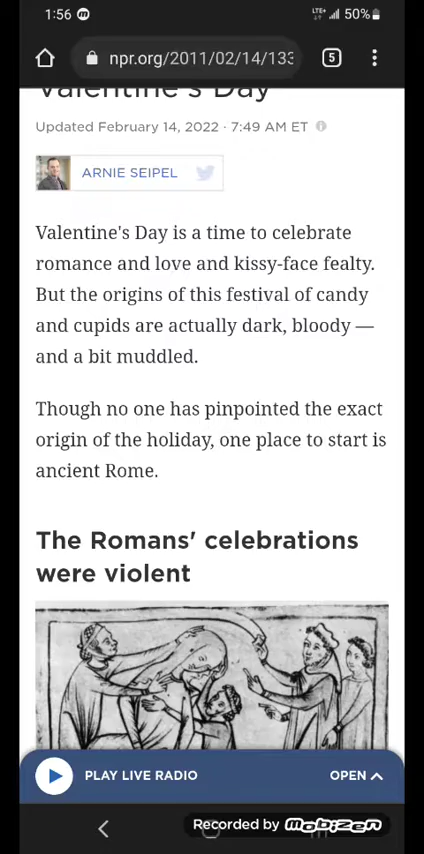 1:56
LTE+ 50%
npr.org/2011/02/14/133
5
Valentine's Day
Updated February 14, 2022 · 7:49 AM ET
ARNIE SEIPEL
Valentine's Day is a time to celebrate
romance and love and kissy-face fealty.
But the origins of this festival of candy
and cupids are actually dark, bloody —
and a bit muddled.
Though no one has pinpointed the exact
origin of the holiday, one place to start is
ancient Rome.
The Romans' celebrations
were violent
PLAY LIVE RADIO
OPEN
Recorded by mobizen